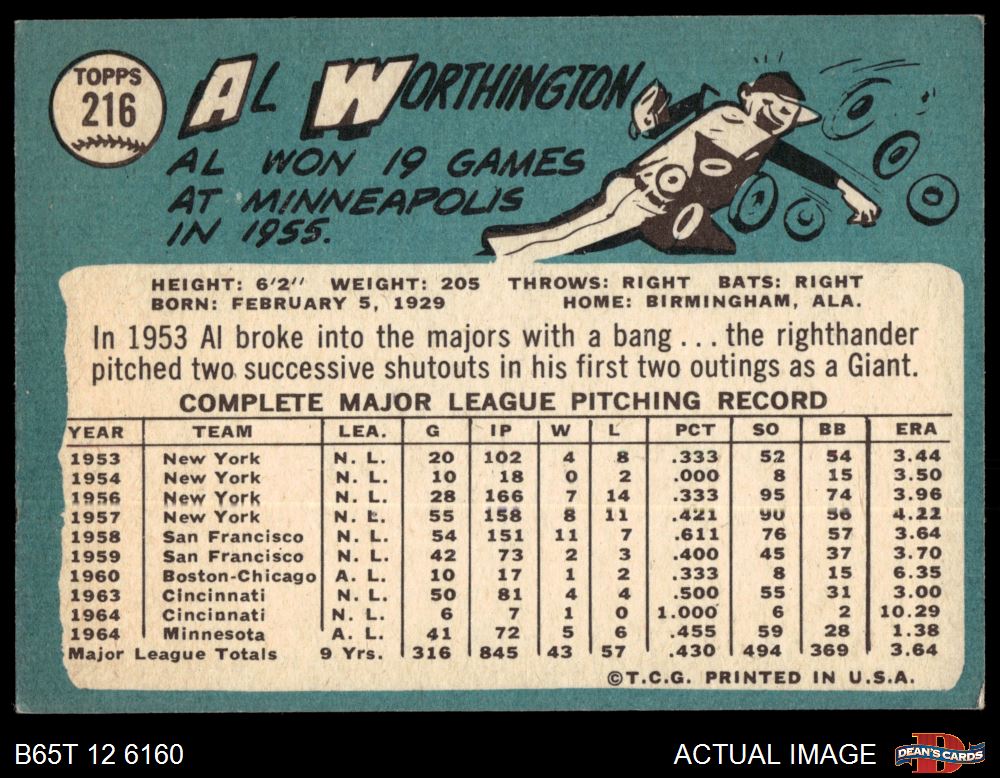 TOPPS
216
AL WORTHINGTON
AL WON 19 GAMES
AT MINNEAPOLIS
IN 1955.
HEIGHT: 6'2" WEIGHT: 205 THROWS: RIGHT BATS: RIGHT
BORN: FEBRUARY 5, 1929 HOME: BIRMINGHAM, ALA.
In 1953 Al broke into the majors with a bang . . . the righthander
pitched two successive shutouts in his first two outings as a Giant.
COMPLETE MAJOR LEAGUE PITCHING RECORD
YEAR TEAM LEA. G IP W L PCT SO BB ERA
1953 New York N. L. 20 102 4 8 .333 52 54 3.44
1954 New York N. L. 10 18 0 2 .000 8 15 3.50
1956 New York N. L. 28 166 7 14 .333 95 74 3.96
1957 New York N. L. 55 158 8 11 .421 90 56 4.22
1958 San Francisco N. L. 54 151 11 7 .611 76 57 3.64
1959 San Francisco N. L. 42 73 2 3 .400 45 37 3.70
1960 Boston-Chicago A. L. 10 17 1 2 .333 8 15 6.35
1963 Cincinnati N. L. 50 81 4 4 .500 55 31 3.00
1964 Cincinnati N. L. 6 7 1 0 1.000 6 2 10.29
1964 Minnesota A. L. 41 72 5 6 .455 59 28 1.38
Major League Totals 9 Yrs. 316 845 43 57 .430 494 369 3.64
©T.C.G. PRINTED IN U.S.A.
B65T 12 6160 ACTUAL IMAGE DEAN'S CARDS